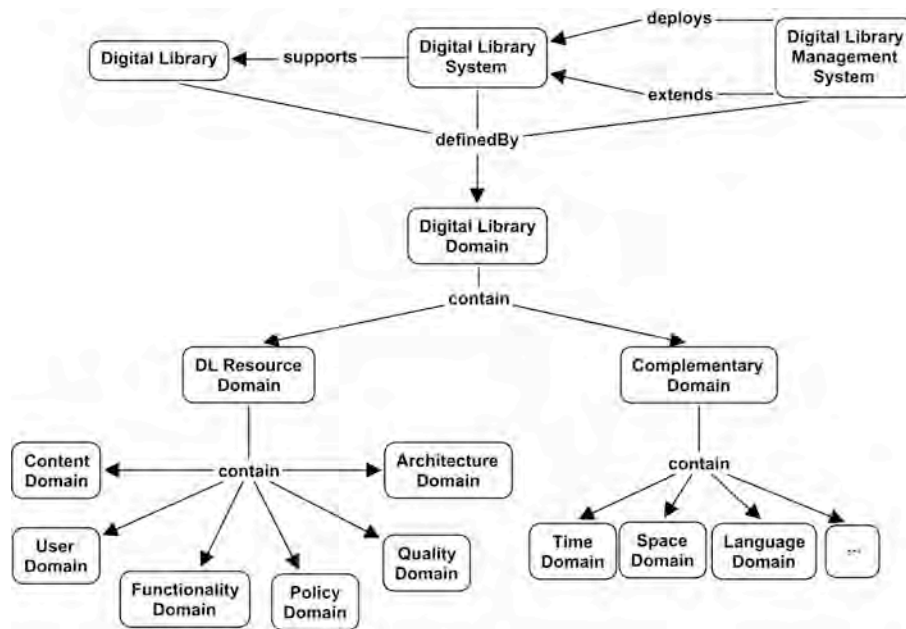 deploys
Digital Library
supports
Digital Library
System
Digital Library
Management
System
extends
definedBy
Digital Library
Domain
contain
DL Resource
Domain
Complementary
Domain
Content
Domain
contain
Architecture
Domain
contain
User
Domain
Functionality
Domain
Policy
Domain
Quality
Domain
Time
Domain
Space
Domain
Language
Domain
...